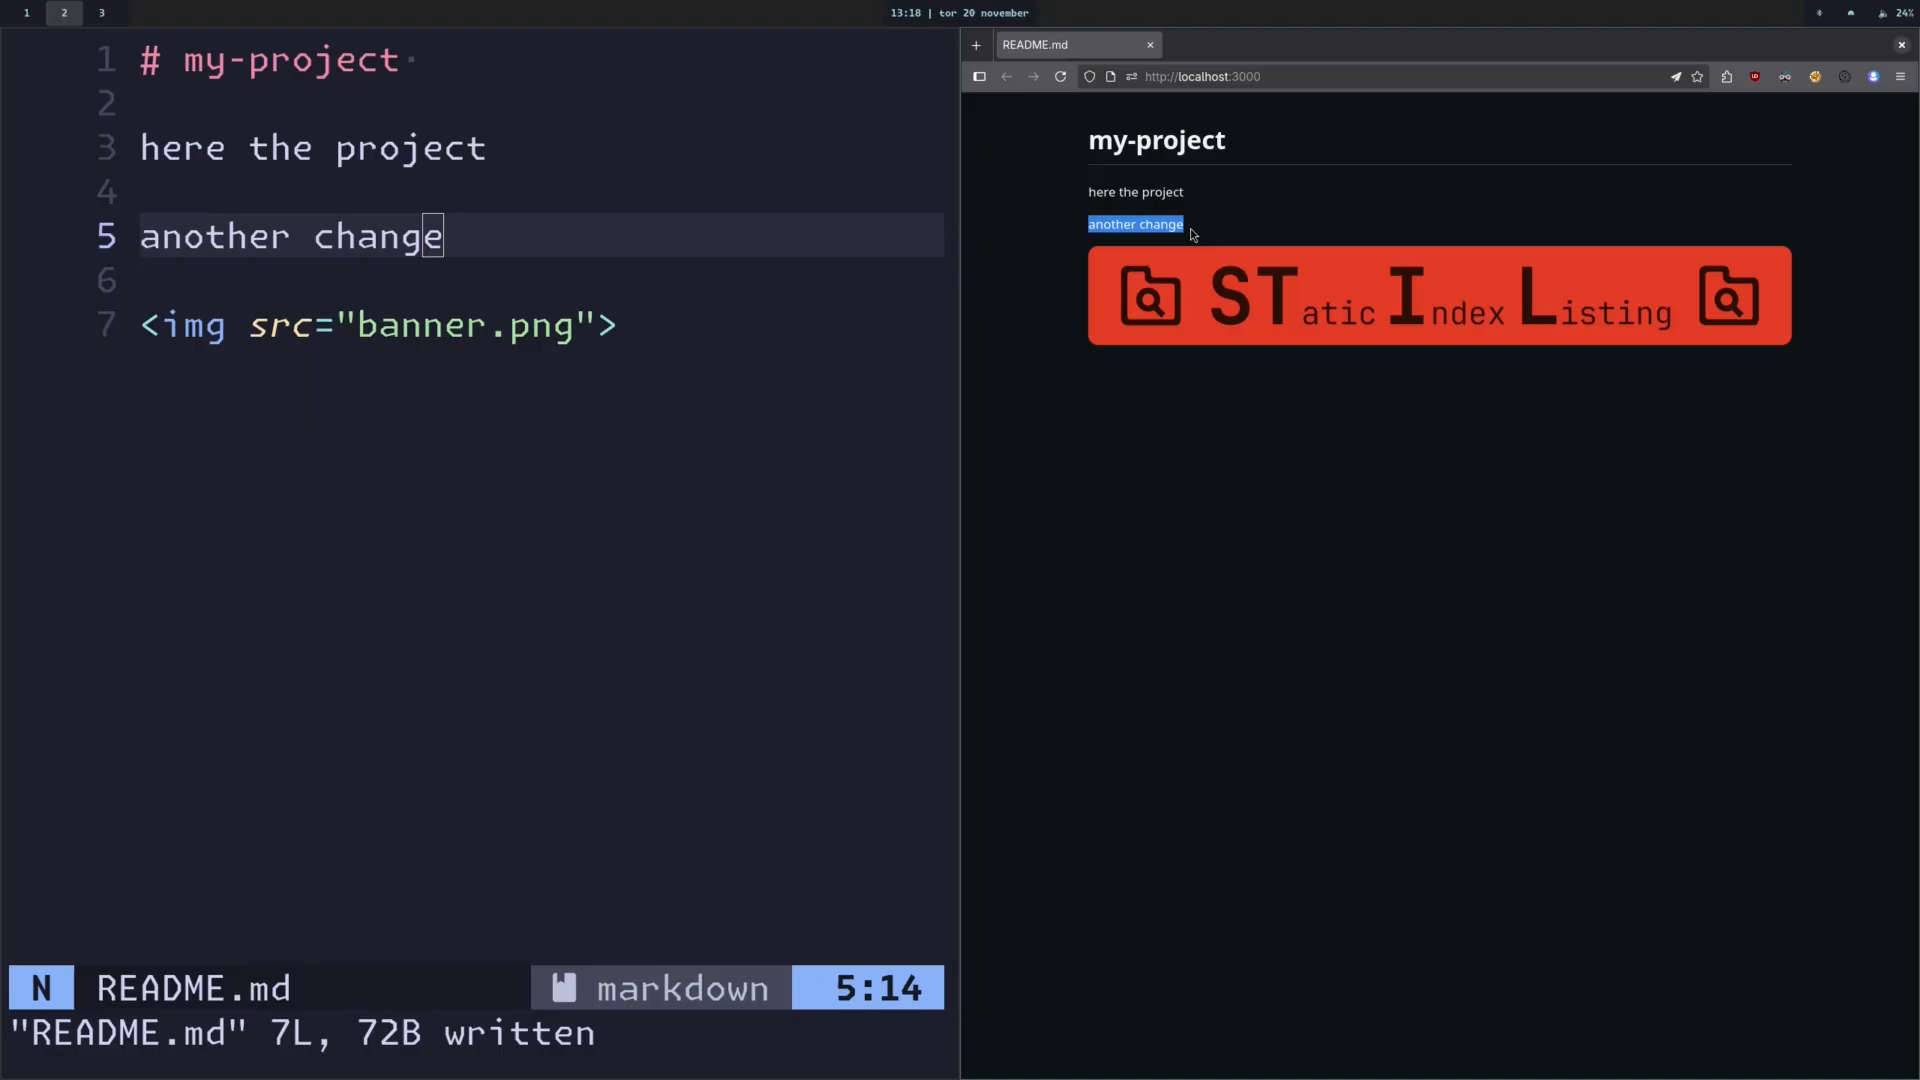 1 2 3
13:18 | tor 20 november
24%
1 # my-project
2
3 here the project
4
5 another change
6
7 <img src="banner.png">
N README.md markdown 5:14
"README.md" 7L, 72B written
README.md
http://localhost:3000
my-project
here the project
another change
STatic Index Listing